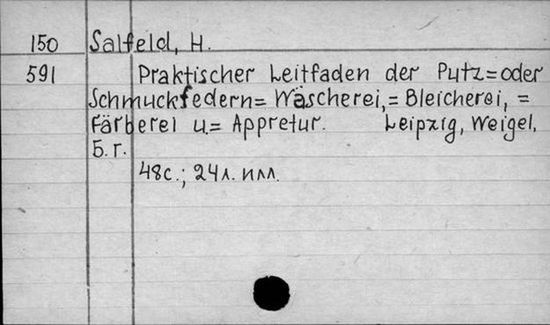 150 Salfeld, H.
591 Praktischer Leitfaden der Putz=oder
Schmuckfedern= Wäscherei,= Bleicherei, =
Färberei u.= Appretur. Leipzig, Weigel,
Б. г.
48с.; 24л. илл.